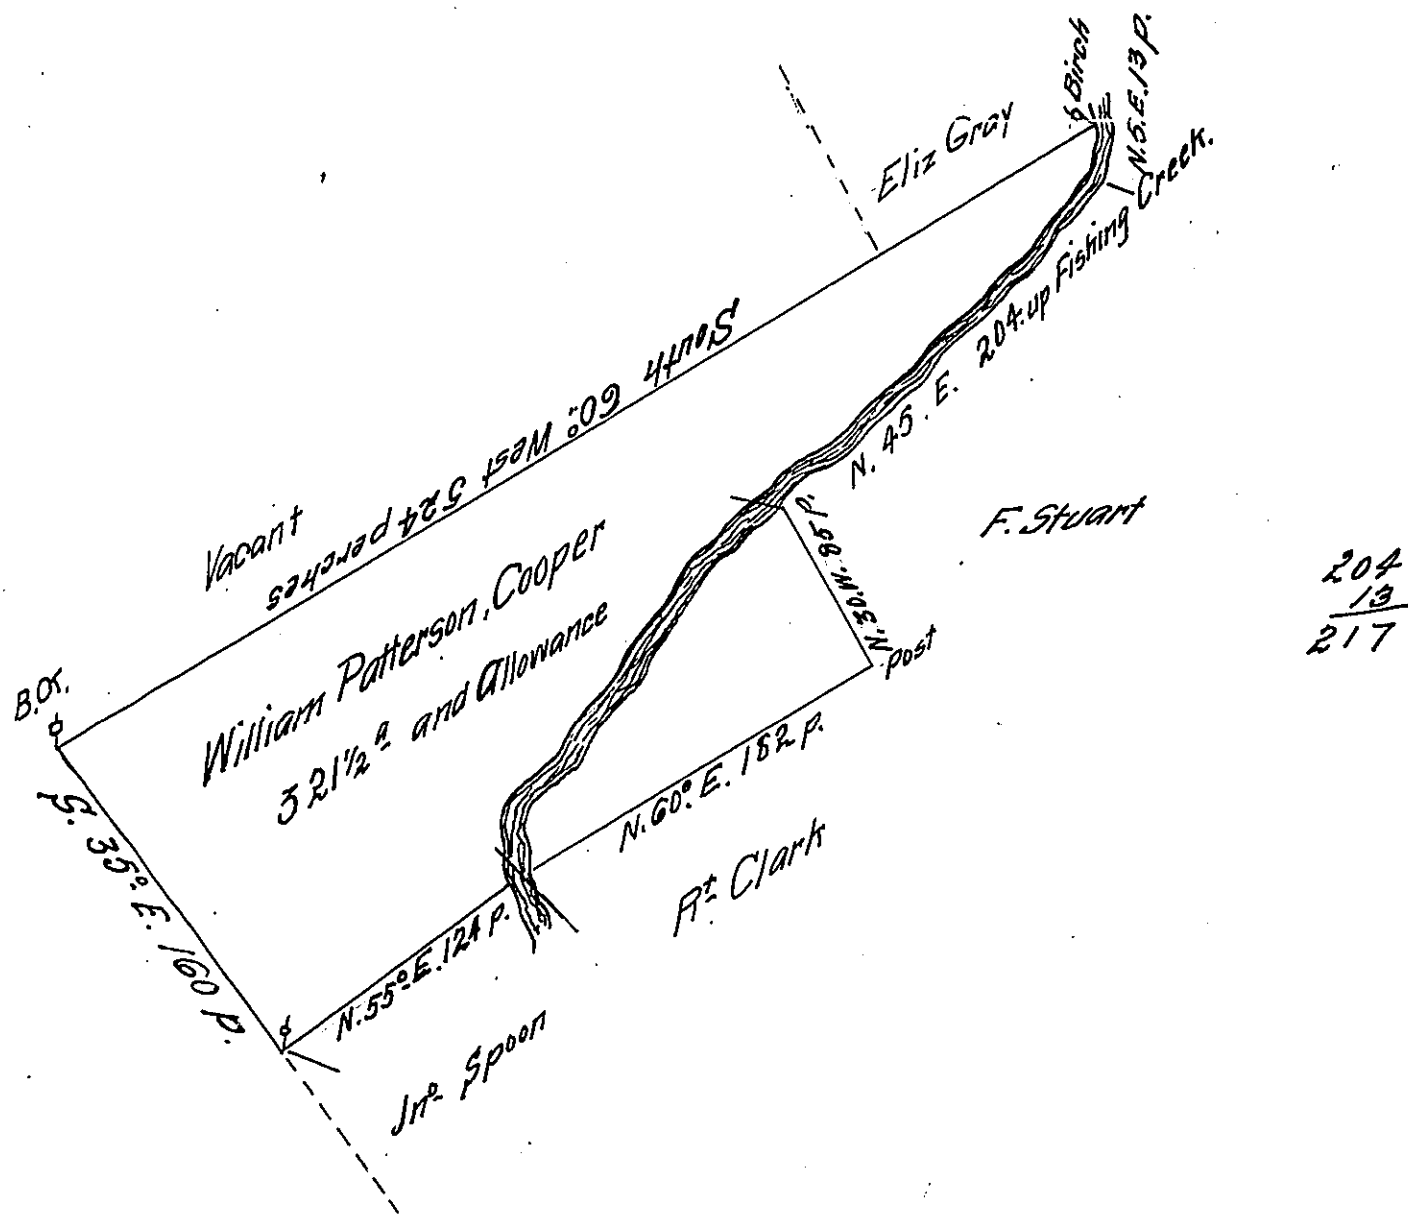 Birch
N.5.E.13 p.
Eliz Gray
Creek.
204. up Fishing
N. 45. E.
South 60° West 524 perches
Vacant
F. Stuart
N.30.W.85 p.
William Patterson, Cooper
321½ a and Allowance
204
13
217
post
B.Ok.
N.60° E. 182 p.
S. 35° E. 160 p.
Rt Clark
N.55° E. 124 p.
Jno Spoon